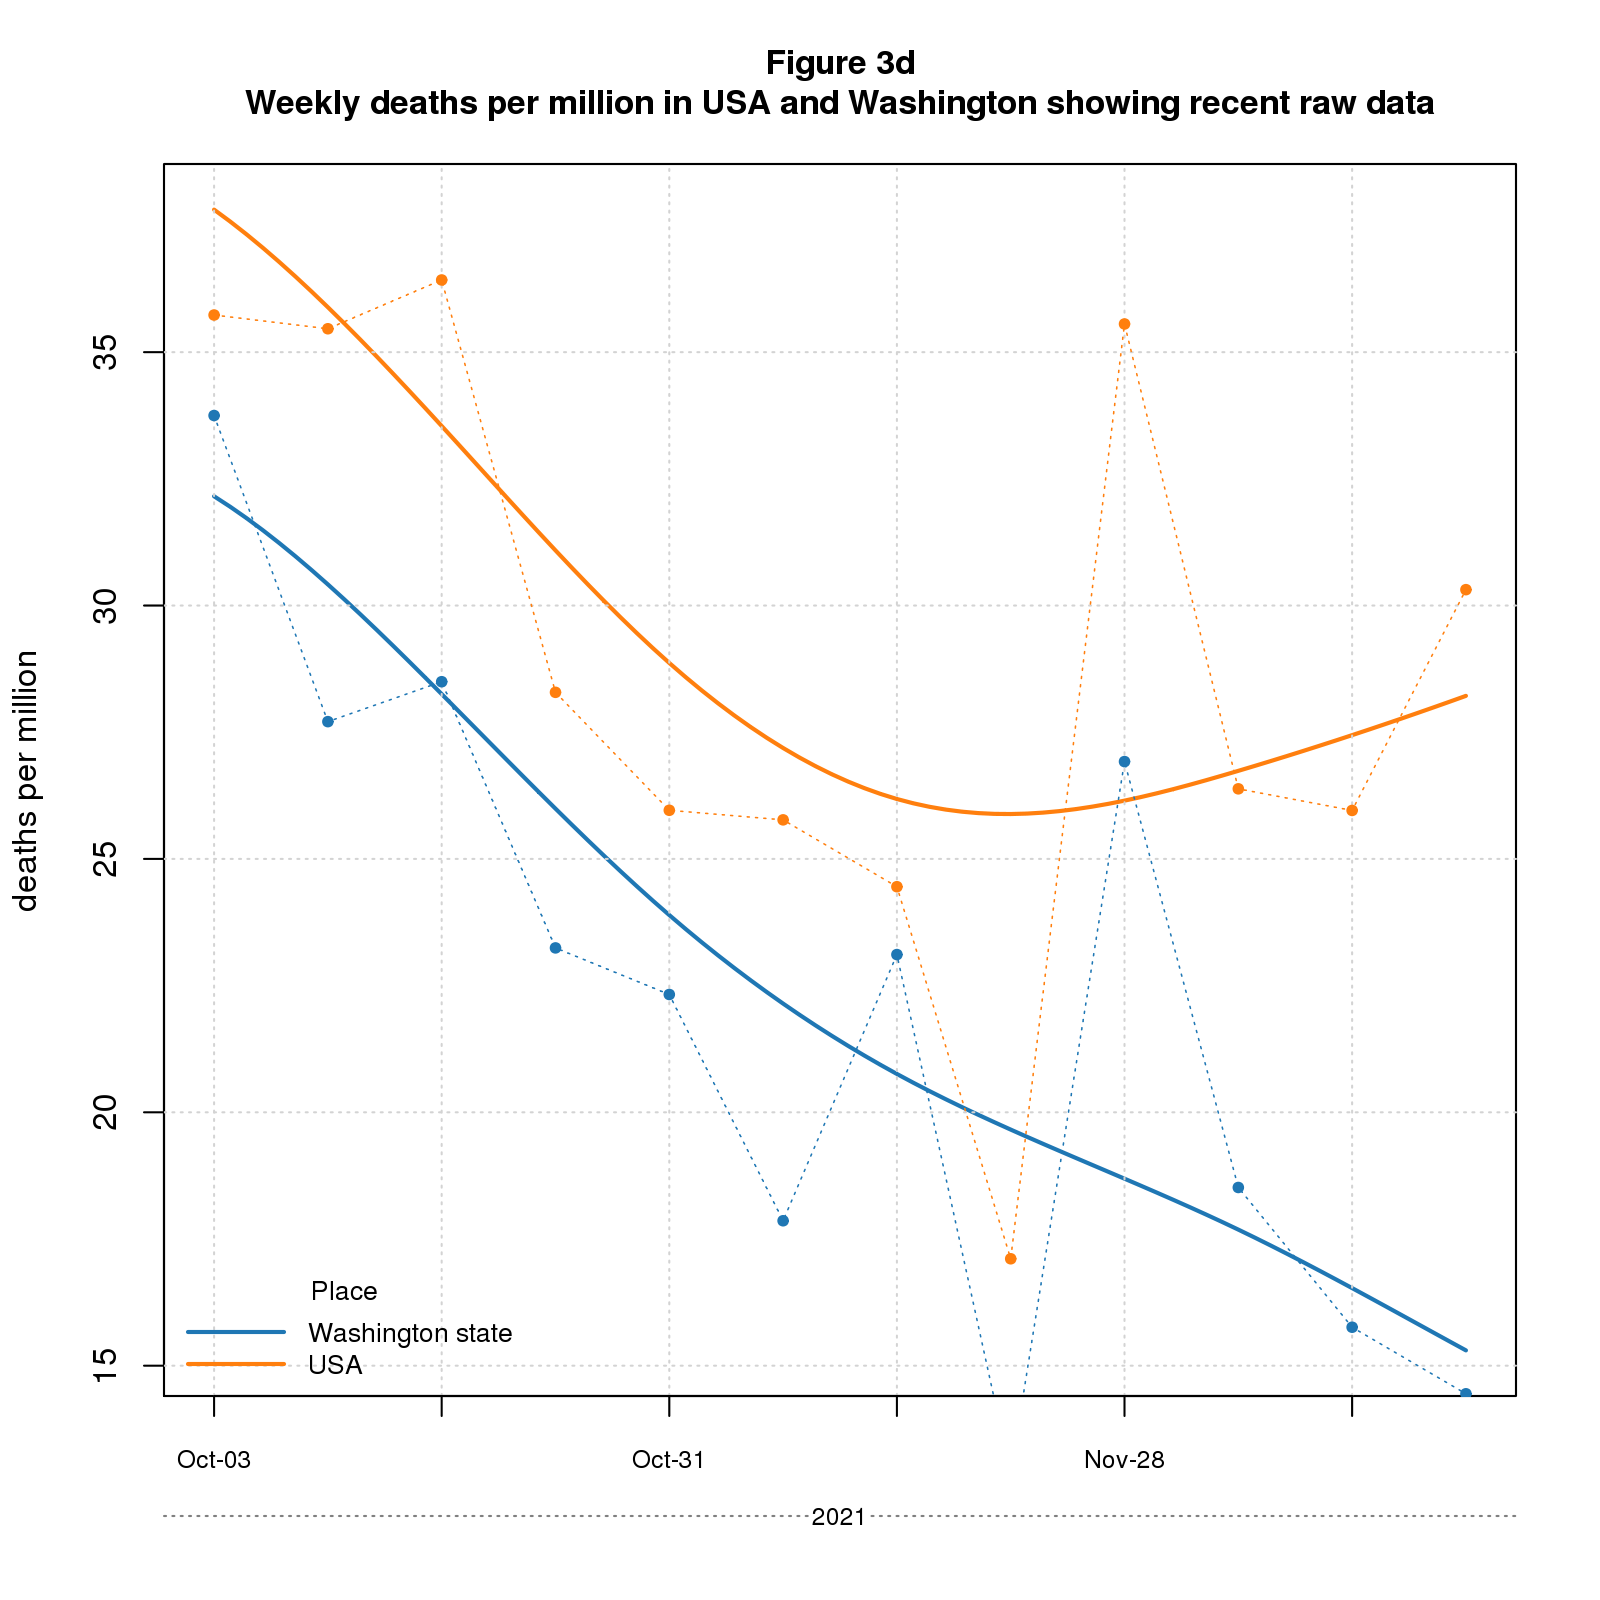 Figure 3d
Weekly deaths per million in USA and Washington showing recent raw data
deaths per million
35
30
25
20
15
Place
Washington state
USA
Oct-03
Oct-31
Nov-28
2021